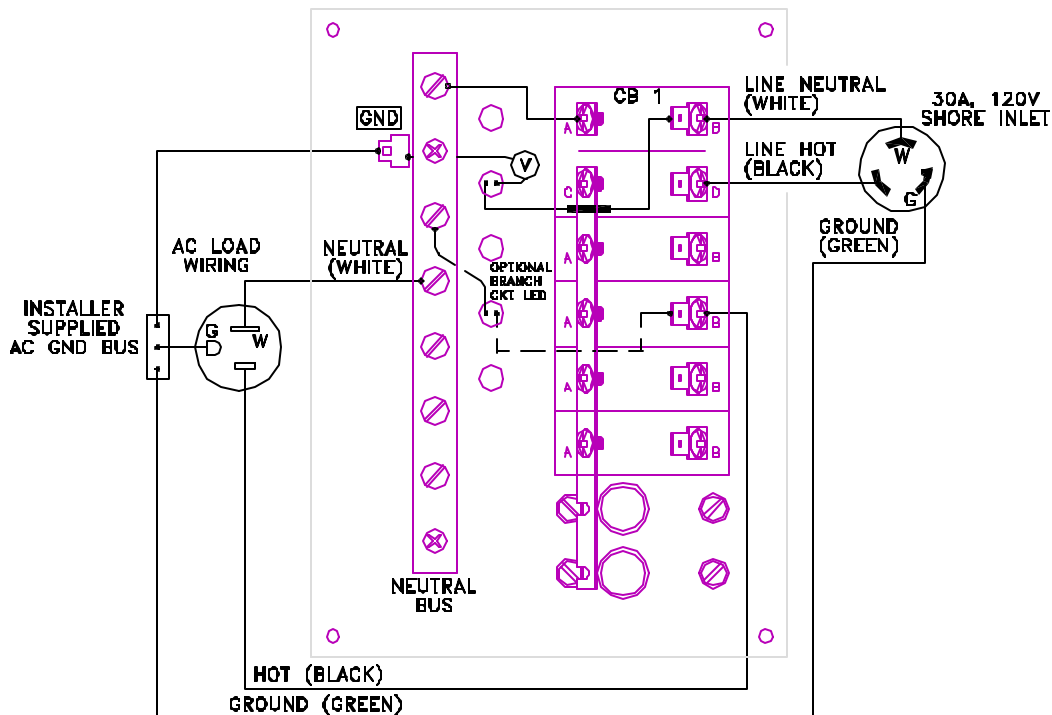 CB 1
LINE NEUTRAL
(WHITE)
30A, 120V
SHORE INLET
GND
A
B
V
LINE HOT
(BLACK)
W
G
C
D
GROUND
(GREEN)
AC LOAD
WIRING
NEUTRAL
(WHITE)
A
B
OPTIONAL
BRANCH
CKT LED
INSTALLER
SUPPLIED
AC GND BUS
G
W
A
B
A
B
A
B
NEUTRAL
BUS
HOT (BLACK)
GROUND (GREEN)